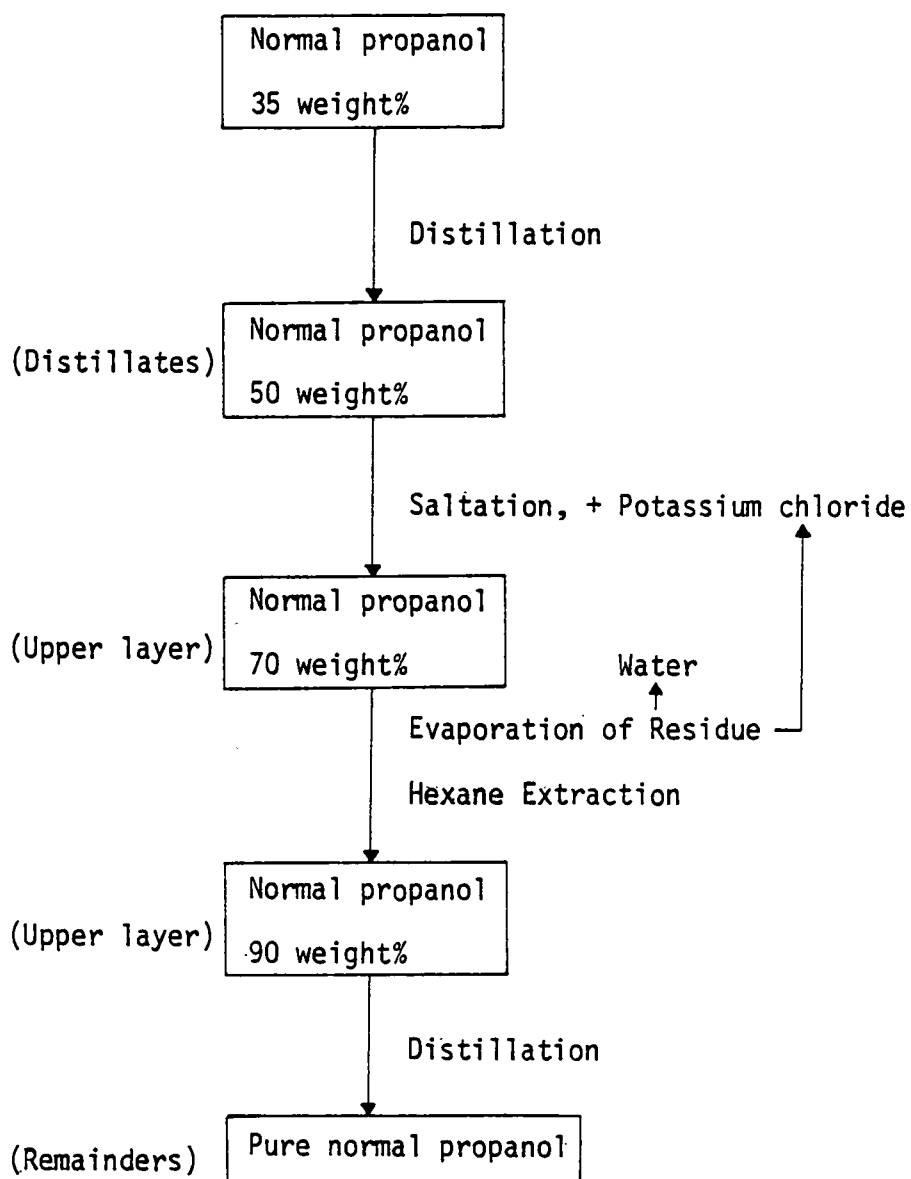 Normal propanol
35 weight%
Distillation
(Distillates)
Normal propanol
50 weight%
Saltation, + Potassium chloride
(Upper layer)
Normal propanol
70 weight%
Water
Evaporation of Residue
Hexane Extraction
(Upper layer)
Normal propanol
90 weight%
Distillation
(Remainders)
Pure normal propanol